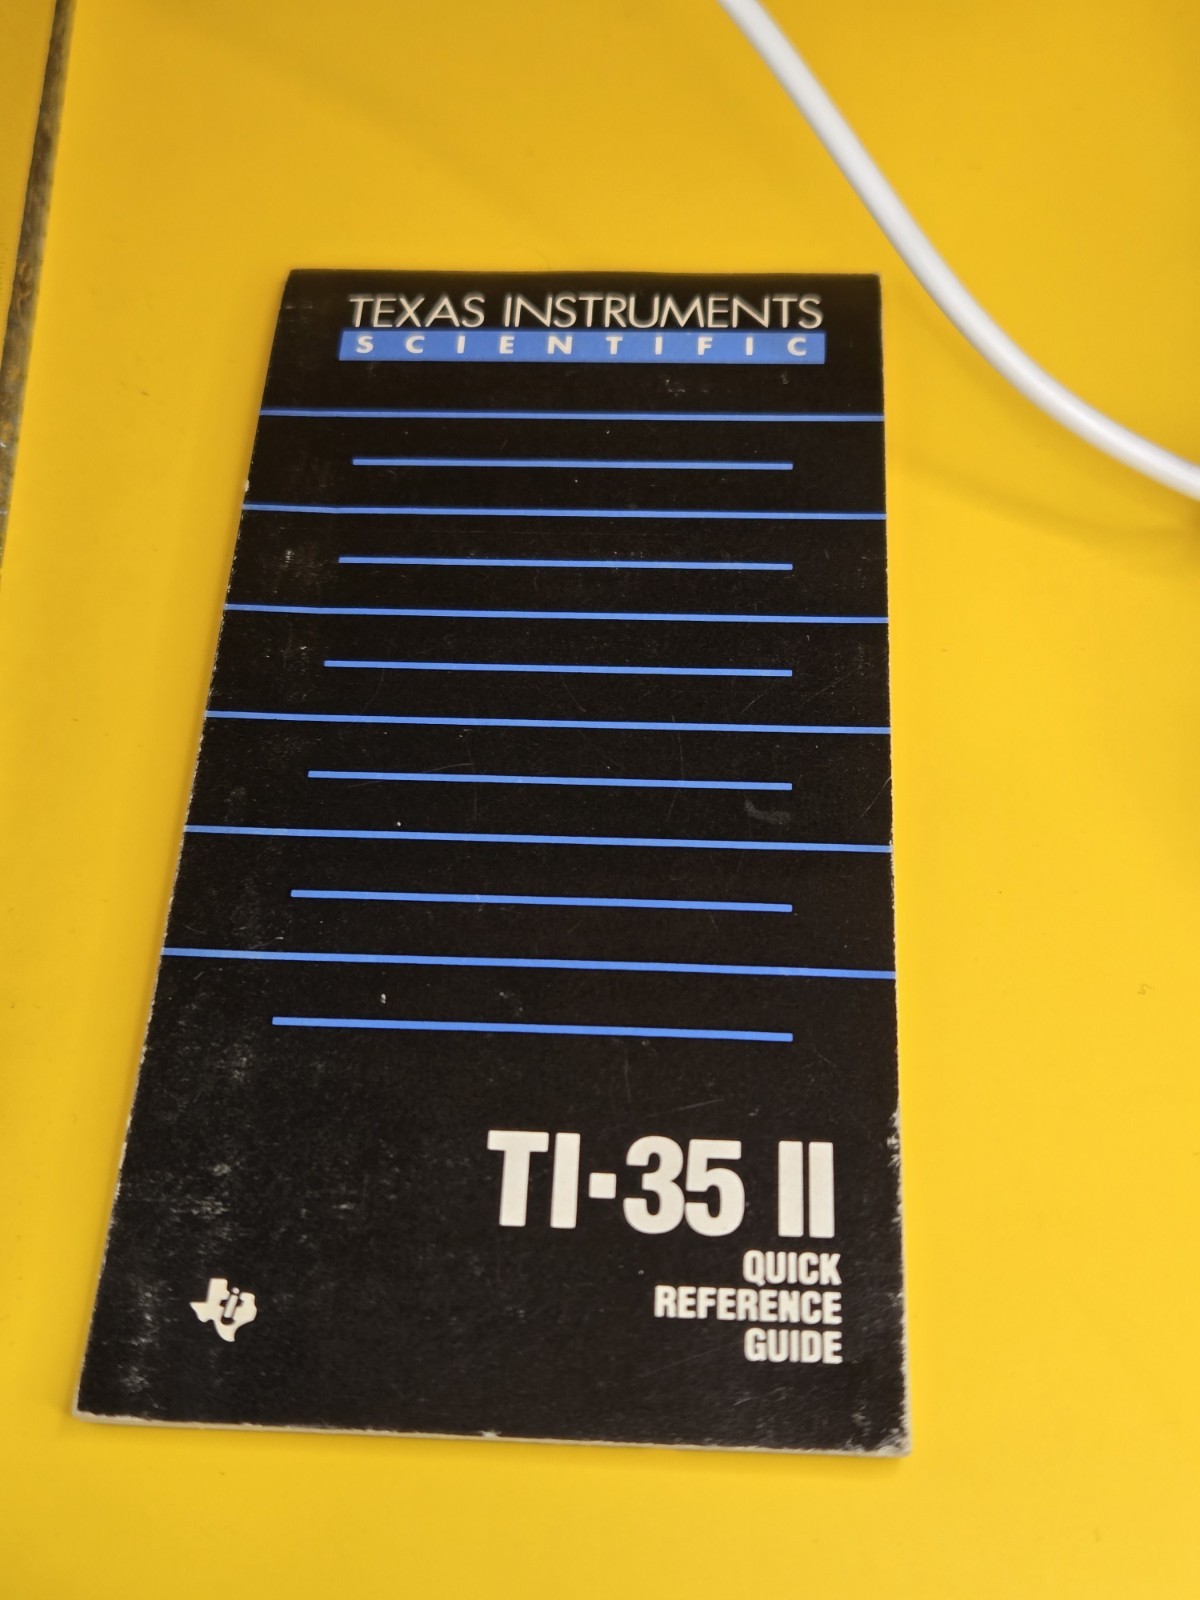 TEXAS INSTRUMENTS
SCIENTIFIC
TI-35 II
QUICK
REFERENCE
GUIDE